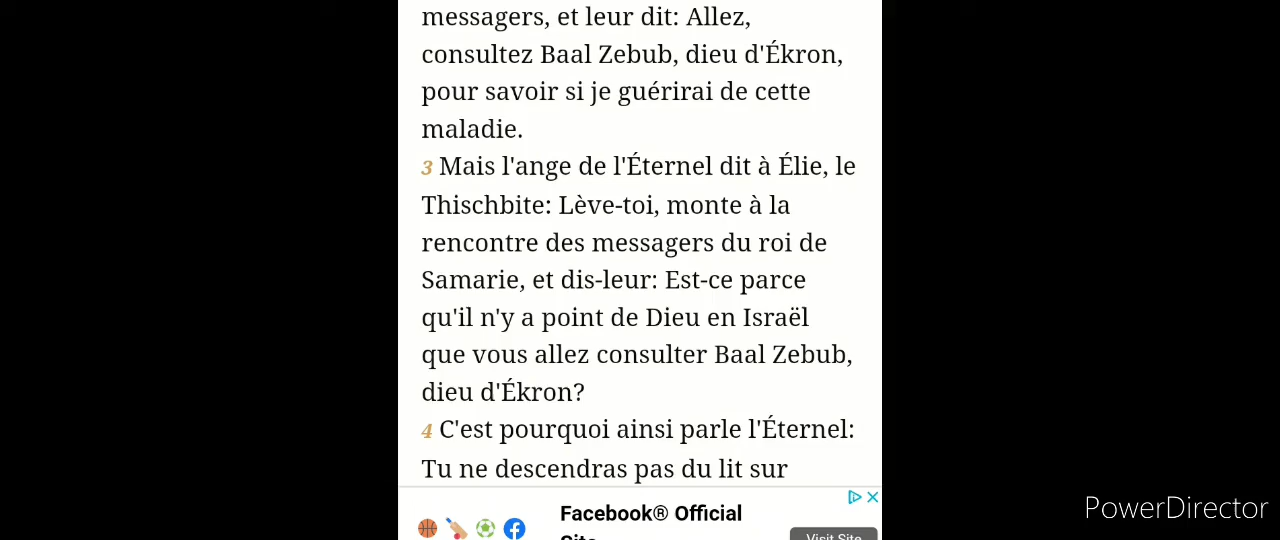 messagers, et leur dit: Allez,
consultez Baal Zebub, dieu d'Ékron,
pour savoir si je guérirai de cette
maladie.
3 Mais l'ange de l'Éternel dit à Élie, le
Thischbite: Lève-toi, monte à la
rencontre des messagers du roi de
Samarie, et dis-leur: Est-ce parce
qu'il n'y a point de Dieu en Israël
que vous allez consulter Baal Zebub,
dieu d'Ékron?
4 C'est pourquoi ainsi parle l'Éternel:
Tu ne descendras pas du lit sur
Facebook® Official
Site
Visit Site
PowerDirector